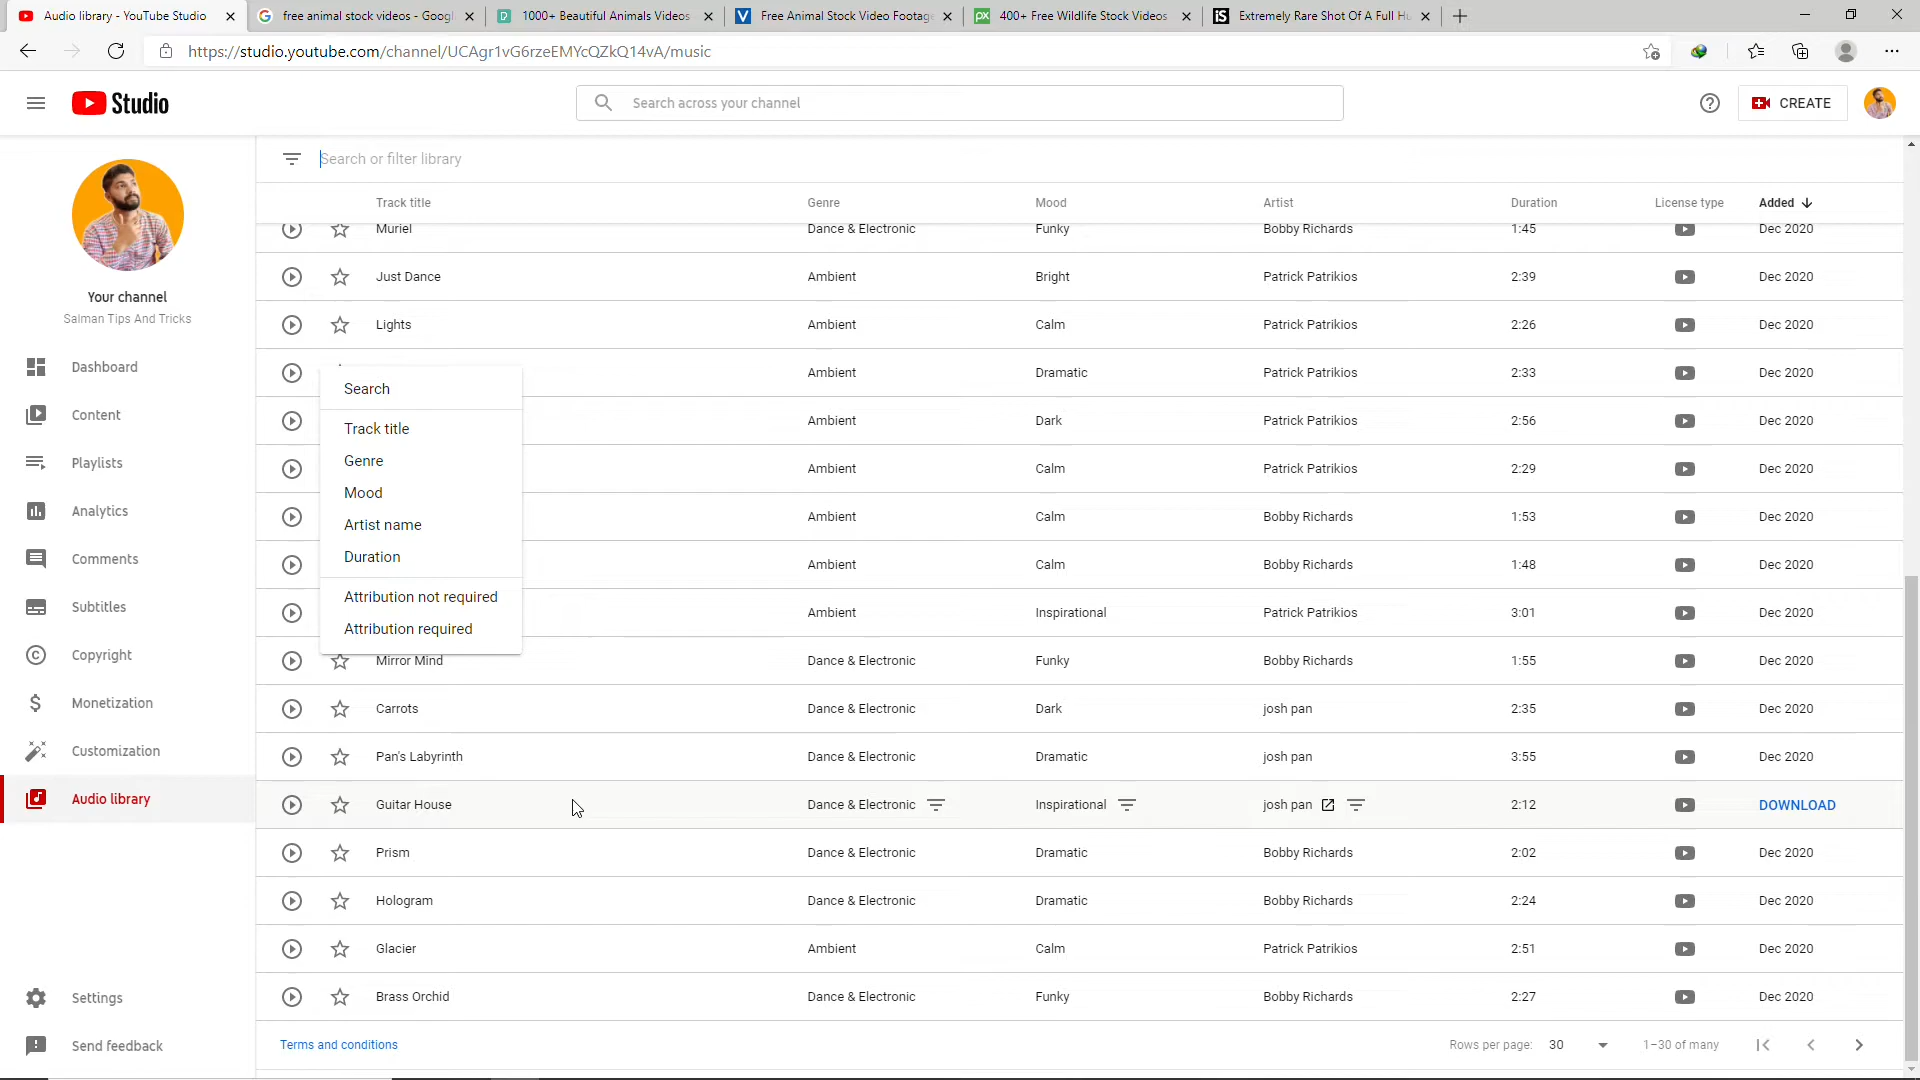 Audio library - YouTube Studio
free animal stock videos - Googl
1000+ Beautiful Animals Videos
Free Animal Stock Video Footage
400+ Free Wildlife Stock Videos
Extremely Rare Shot Of A Full Hu
https://studio.youtube.com/channel/UCAgr1vG6rzeEMYcQZkQ14vA/music
Studio
Search across your channel
CREATE
Your channel
Saiman Tips And Tricks
Dashboard
Content
Playlists
Analytics
Comments
Subtitles
Copyright
Monetization
Customization
Audio library
Settings
Send feedback
Search or filter library
Track title Genre Mood Artist Duration License type Added
Muriel Dance & Electronic Funky Bobby Richards 1:45 Dec 2020
Just Dance Ambient Bright Patrick Patrikios 2:39 Dec 2020
Lights Ambient Calm Patrick Patrikios 2:26 Dec 2020
Ambient Dramatic Patrick Patrikios 2:33 Dec 2020
Ambient Dark Patrick Patrikios 2:56 Dec 2020
Ambient Calm Patrick Patrikios 2:29 Dec 2020
Ambient Calm Bobby Richards 1:53 Dec 2020
Ambient Calm Bobby Richards 1:48 Dec 2020
Ambient Inspirational Patrick Patrikios 3:01 Dec 2020
Search
Track title
Genre
Mood
Artist name
Duration
Attribution not required
Attribution required
Mirror Mind Dance & Electronic Funky Bobby Richards 1:55 Dec 2020
Carrots Dance & Electronic Dark josh pan 2:35 Dec 2020
Pan's Labyrinth Dance & Electronic Dramatic josh pan 3:55 Dec 2020
Guitar House Dance & Electronic Inspirational josh pan 2:12 DOWNLOAD
Prism Dance & Electronic Dramatic Bobby Richards 2:02 Dec 2020
Hologram Dance & Electronic Dramatic Bobby Richards 2:24 Dec 2020
Glacier Ambient Calm Patrick Patrikios 2:51 Dec 2020
Brass Orchid Dance & Electronic Funky Bobby Richards 2:27 Dec 2020
Terms and conditions
Rows per page: 30 1–30 of many